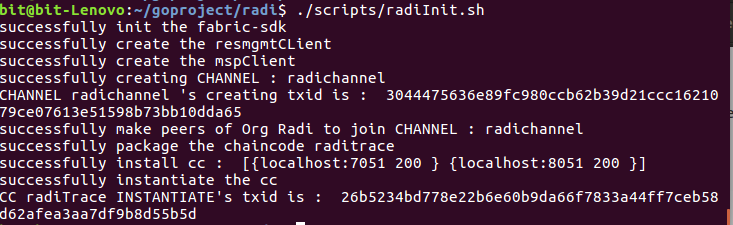 bit@bit-Lenovo:~/goproject/radi$ ./scripts/radiInit.sh
successfully init the fabric-sdk
successfully create the resmgmtCLient
successfully create the mspClient
successfully creating CHANNEL : radichannel
CHANNEL radichannel 's creating txid is :  3044475636e89fc980ccb62b39d21ccc16210
79ce07613e51598b73bb10dda65
successfully make peers of Org Radi to join CHANNEL : radichannel
successfully package the chaincode raditrace
successfully install cc :  [{localhost:7051 200 } {localhost:8051 200 }]
successfully instantiate the cc
CC radiTrace INSTANTIATE's txid is :  26b5234bd778e22b6e60b9da66f7833a44ff7ceb58
d62afea3aa7df9b8d55b5d